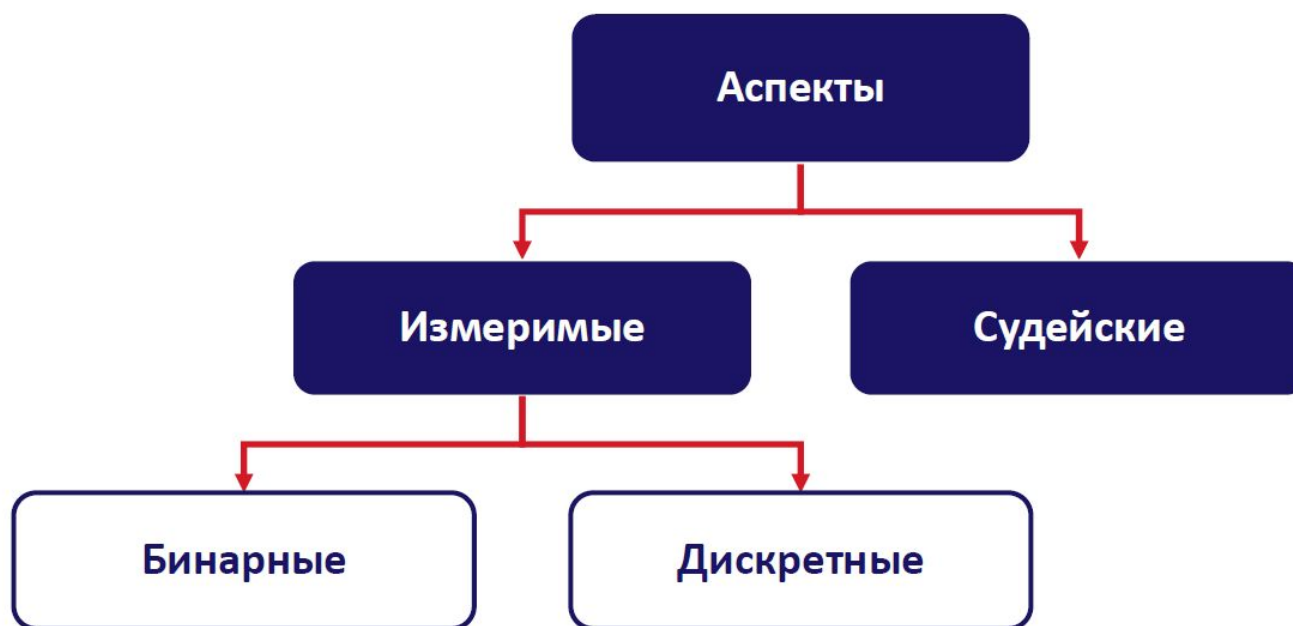 Аспекты
Измеримые
Судейские
Бинарные
Дискретные